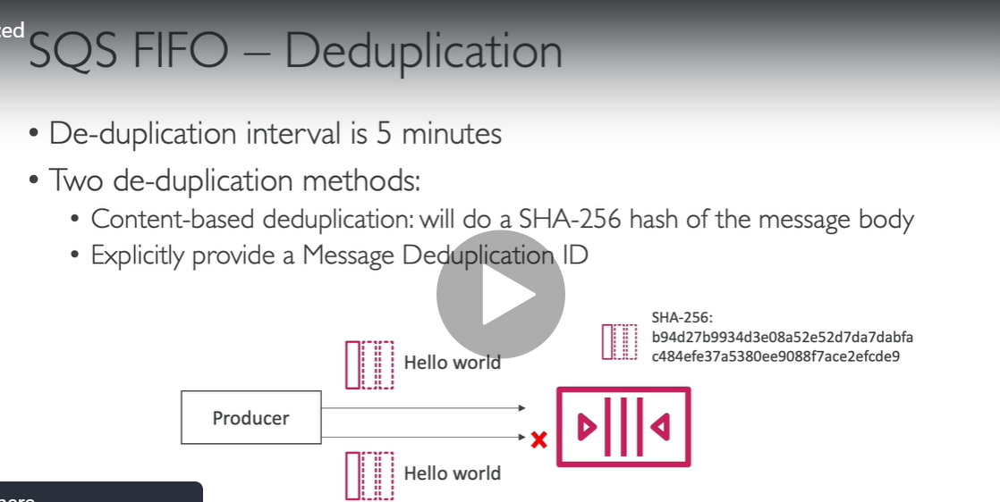 SQS FIFO – Deduplication
• De-duplication interval is 5 minutes
• Two de-duplication methods:
• Content-based deduplication: will do a SHA-256 hash of the message body
• Explicitly provide a Message Deduplication ID
SHA-256:
b94d27b9934d3e08a52e52d7da7dabfa
c484efe37a5380ee9088f7ace2efcde9
Hello world
Producer
Hello world